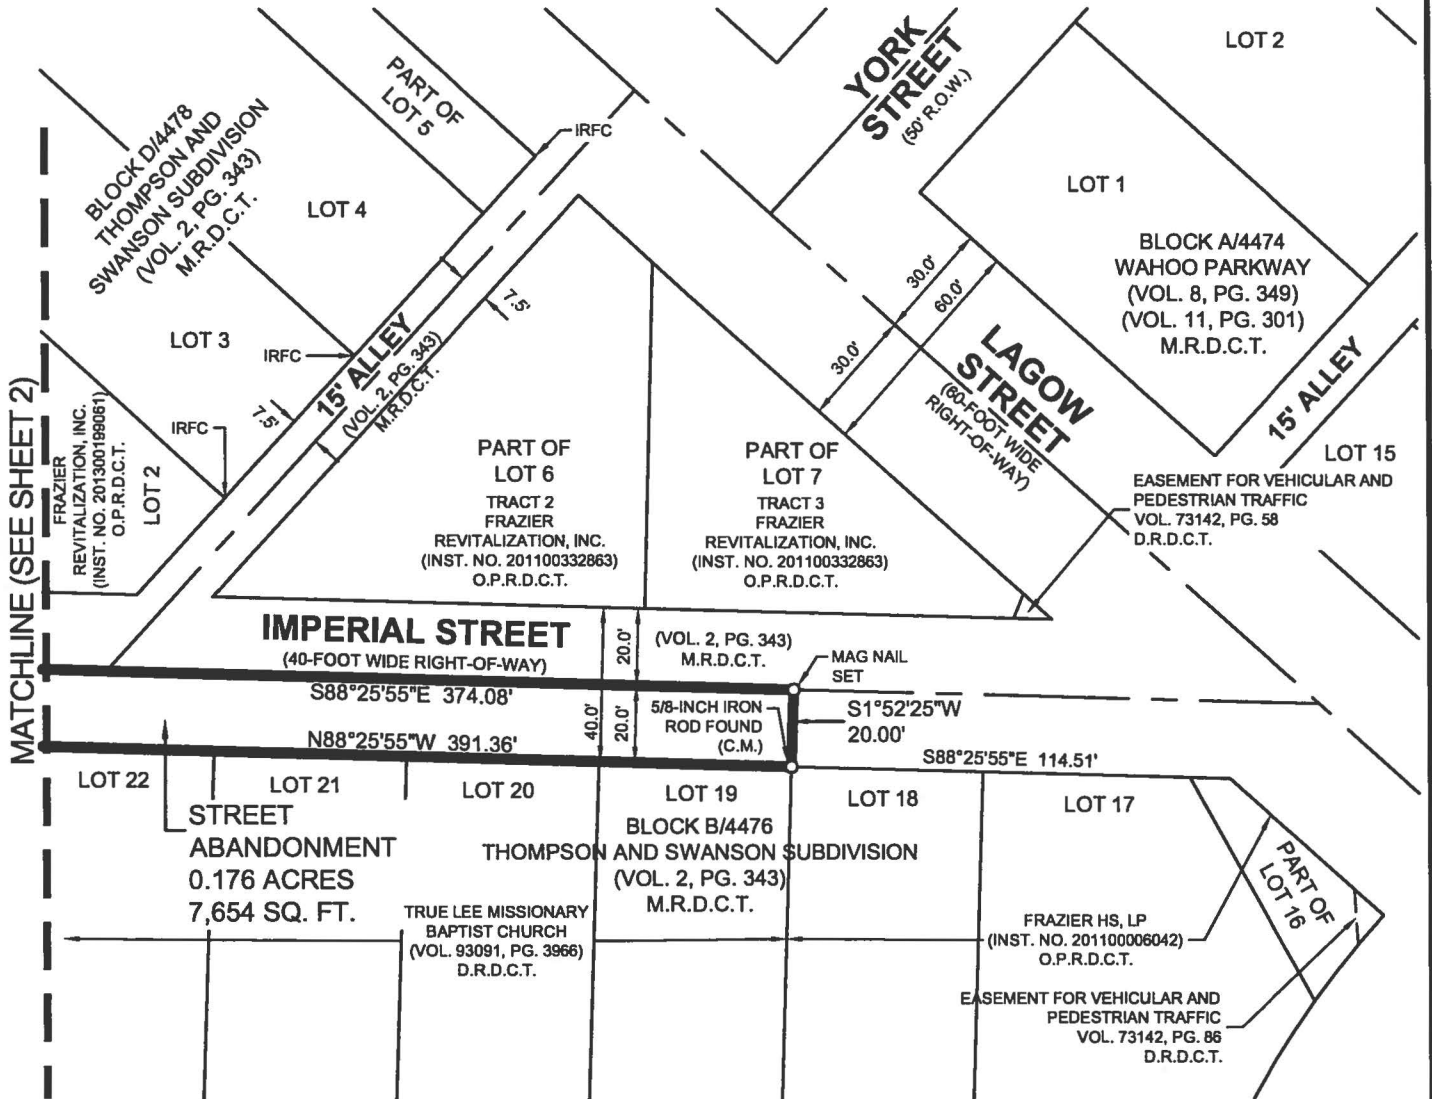 LOT 2
YORK
STREET
(50' R.O.W.)
PART OF
LOT 5
IRFC
BLOCK D/4478
THOMPSON AND
SWANSON SUBDIVISION
(VOL. 2, PG. 343)
M.R.D.C.T.
LOT 4
LOT 1
BLOCK A/4474
WAHOO PARKWAY
(VOL. 8, PG. 349)
(VOL. 11, PG. 301)
M.R.D.C.T.
30.0'
60.0'
30.0'
7.5'
LOT 3
IRFC
15' ALLEY
(VOL. 2, PG. 343)
M.R.D.C.T.
7.5'
IRFC
LAGOW
STREET
(60-FOOT WIDE
RIGHT-OF-WAY)
15' ALLEY
LOT 15
MATCHLINE (SEE SHEET 2)
FRAZIER
REVITALIZATION, INC.
(INST. NO. 201300199061)
O.P.R.D.C.T.
LOT 2
PART OF
LOT 6
TRACT 2
FRAZIER
REVITALIZATION, INC.
(INST. NO. 201100332863)
O.P.R.D.C.T.
PART OF
LOT 7
TRACT 3
FRAZIER
REVITALIZATION, INC.
(INST. NO. 201100332863)
O.P.R.D.C.T.
EASEMENT FOR VEHICULAR AND
PEDESTRIAN TRAFFIC
VOL. 73142, PG. 58
D.R.D.C.T.
IMPERIAL STREET
(40-FOOT WIDE RIGHT-OF-WAY)
20.0'
(VOL. 2, PG. 343)
M.R.D.C.T.
MAG NAIL
SET
S88°25'55"E 374.08'
40.0'
20.0'
5/8-INCH IRON
ROD FOUND
(C.M.)
S1°52'25"W
20.00'
N88°25'55"W 391.36'
S88°25'55"E 114.51'
LOT 22
LOT 21
LOT 20
LOT 19
LOT 18
LOT 17
STREET
ABANDONMENT
0.176 ACRES
7,654 SQ. FT.
BLOCK B/4476
THOMPSON AND SWANSON SUBDIVISION
(VOL. 2, PG. 343)
M.R.D.C.T.
PART OF
LOT 16
TRUE LEE MISSIONARY
BAPTIST CHURCH
(VOL. 93091, PG. 3966)
D.R.D.C.T.
FRAZIER HS, LP
(INST. NO. 201100006042)
O.P.R.D.C.T.
EASEMENT FOR VEHICULAR AND
PEDESTRIAN TRAFFIC
VOL. 73142, PG. 86
D.R.D.C.T.